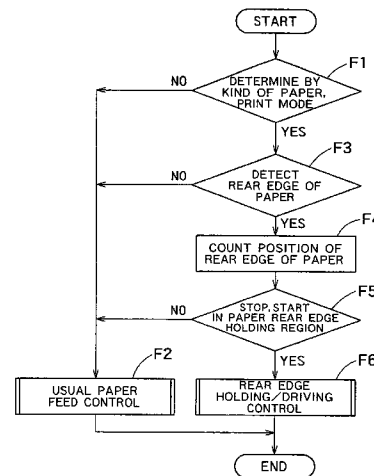 START
F1
DETERMINE BY
KIND OF PAPER,
PRINT MODE
NO
YES
F3
DETECT
REAR EDGE OF
PAPER
NO
YES
F4
COUNT POSITION OF
REAR EDGE OF PAPER
F5
STOP, START
IN PAPER REAR EDGE
HOLDING REGION
NO
YES
F2
USUAL PAPER
FEED CONTROL
F6
REAR EDGE
HOLDING/DRIVING
CONTROL
END